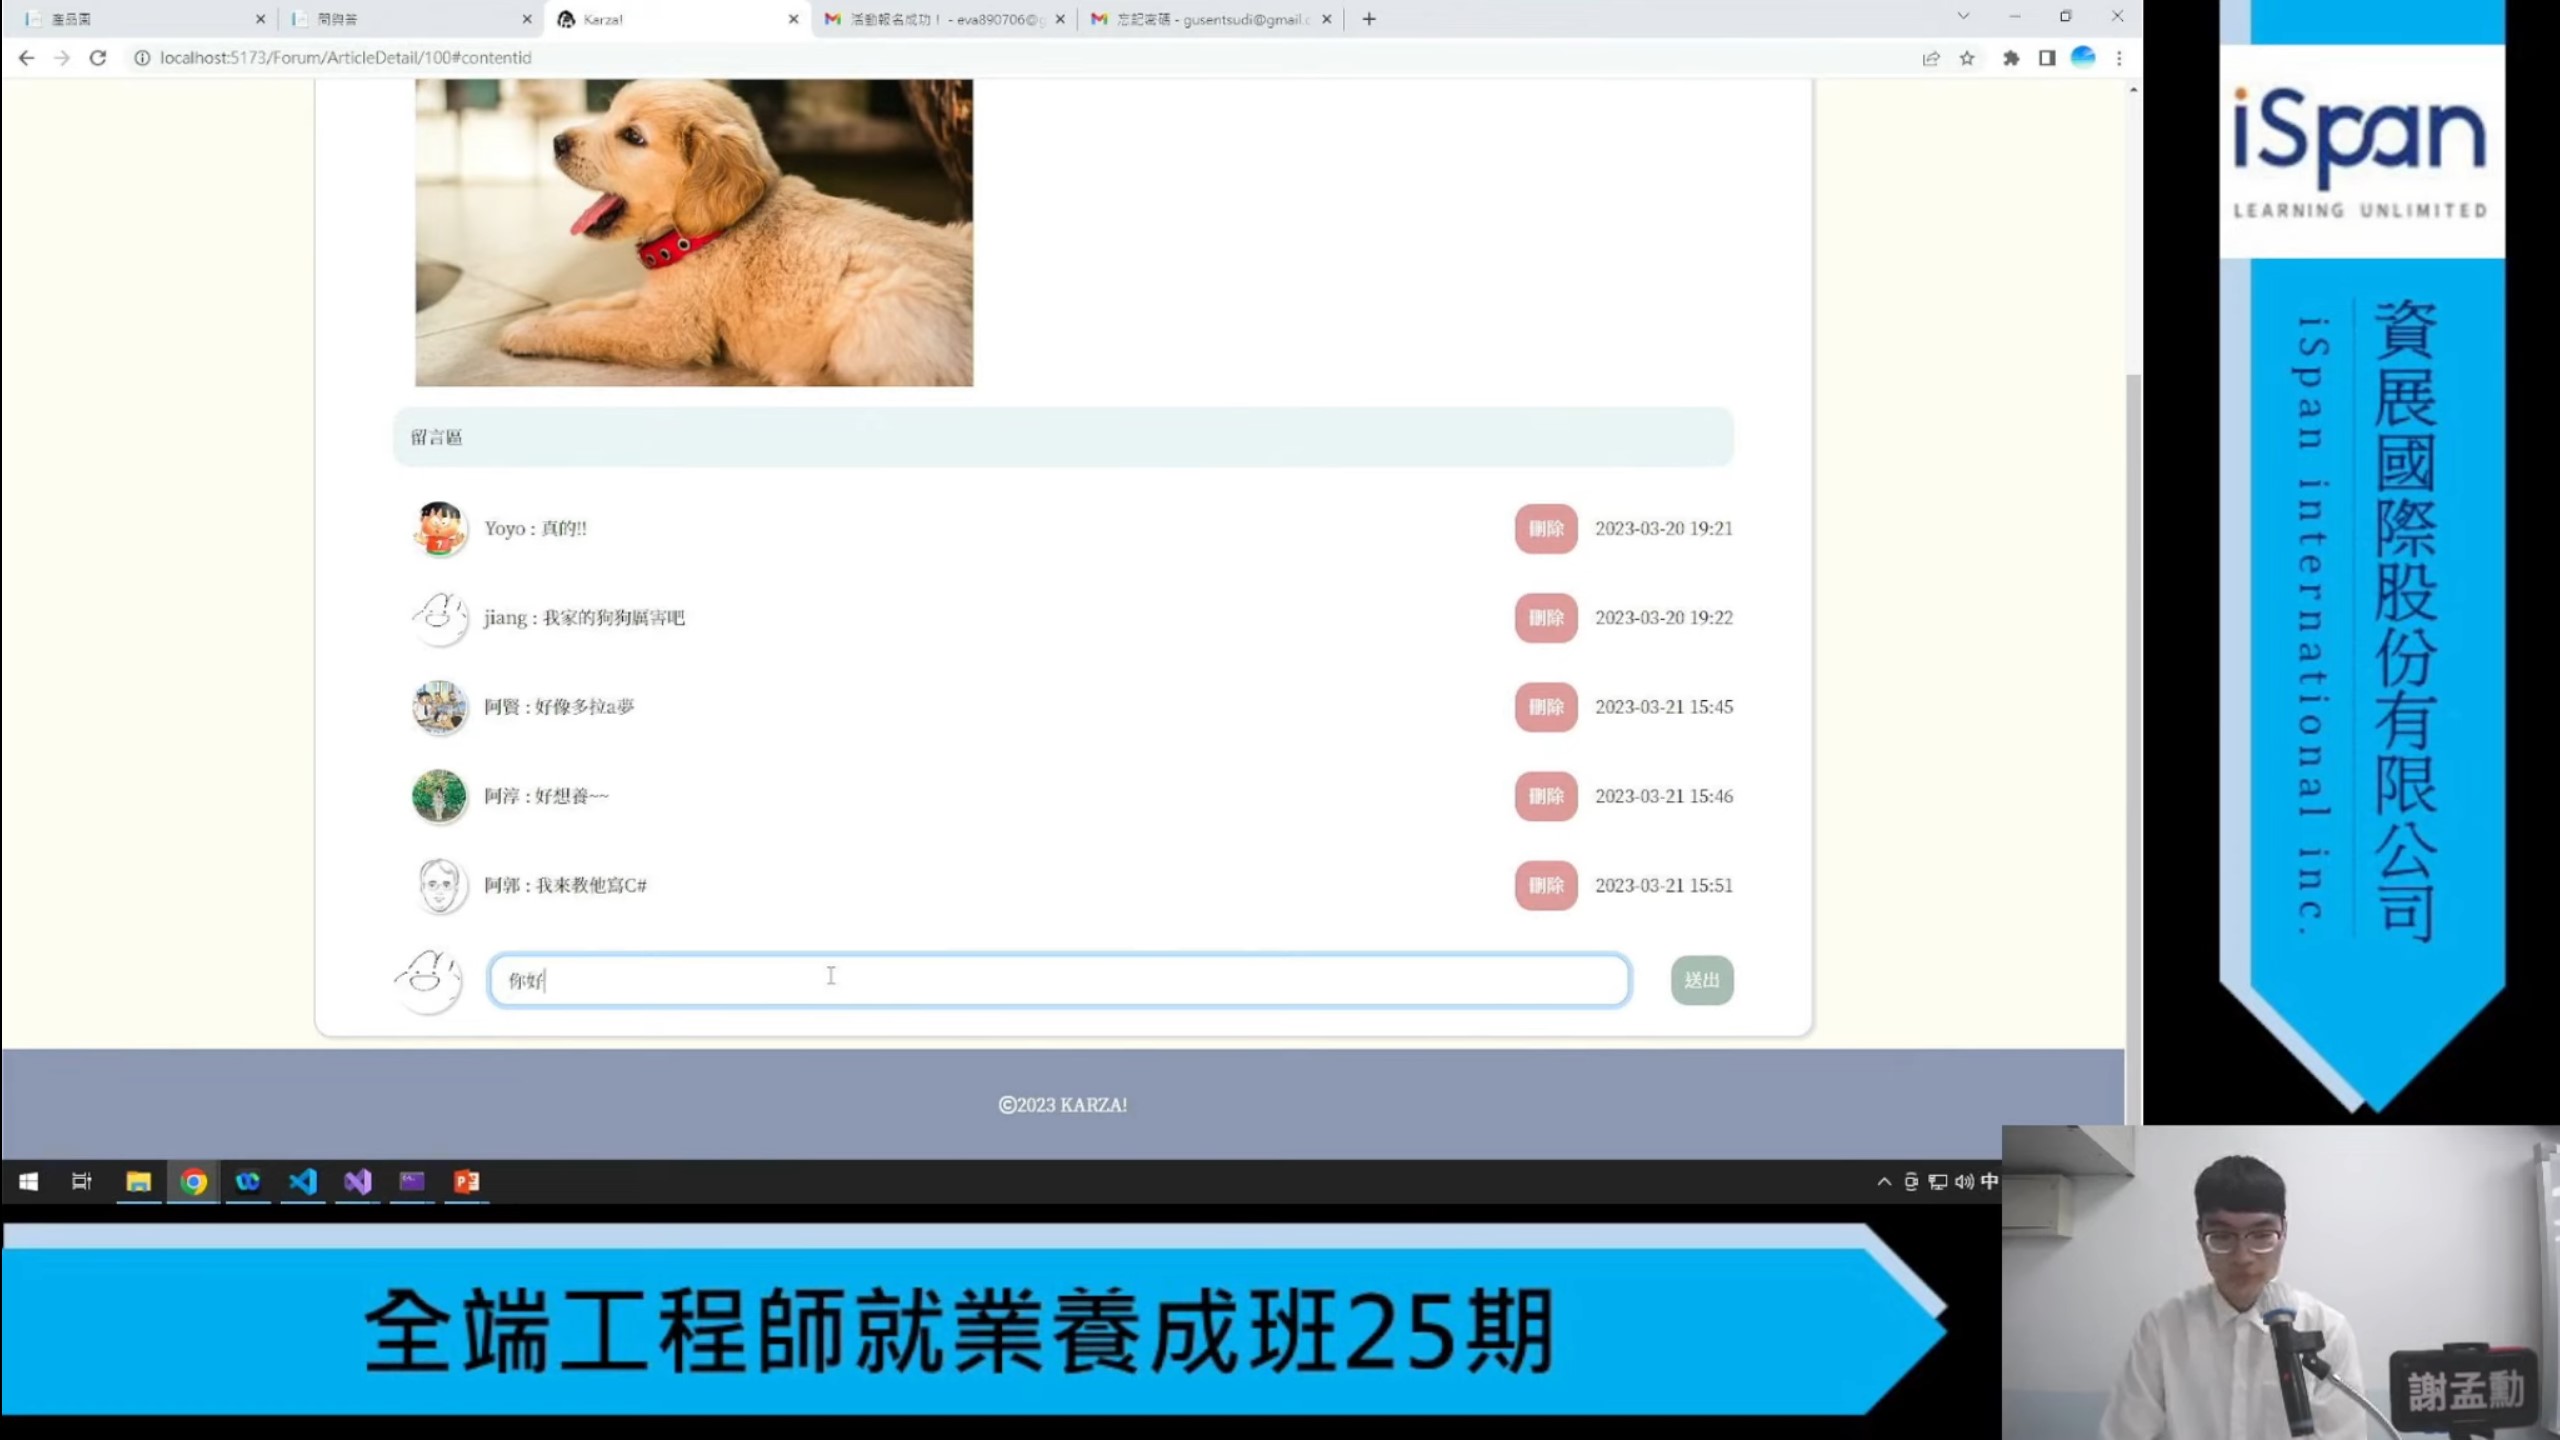 產品團
問與答
Karza!
活動報名成功！ - eva890706@g
忘記密碼 - gusentsudi@gmail.c
localhost:5173/Forum/ArticleDetail/100#contentid
留言區
Yoyo : 真的!!
刪除
2023-03-20 19:21
jiang : 我家的狗狗厲害吧
刪除
2023-03-20 19:22
阿賢 : 好像多拉a夢
刪除
2023-03-21 15:45
阿淳 : 好想養~~
刪除
2023-03-21 15:46
阿郭 : 我來教他寫C#
刪除
2023-03-21 15:51
你好
送出
©2023 KARZA!
中
iSpan
LEARNING UNLIMITED
資展國際股份有限公司
iSpan international inc.
全端工程師就業養成班25期
謝孟勳